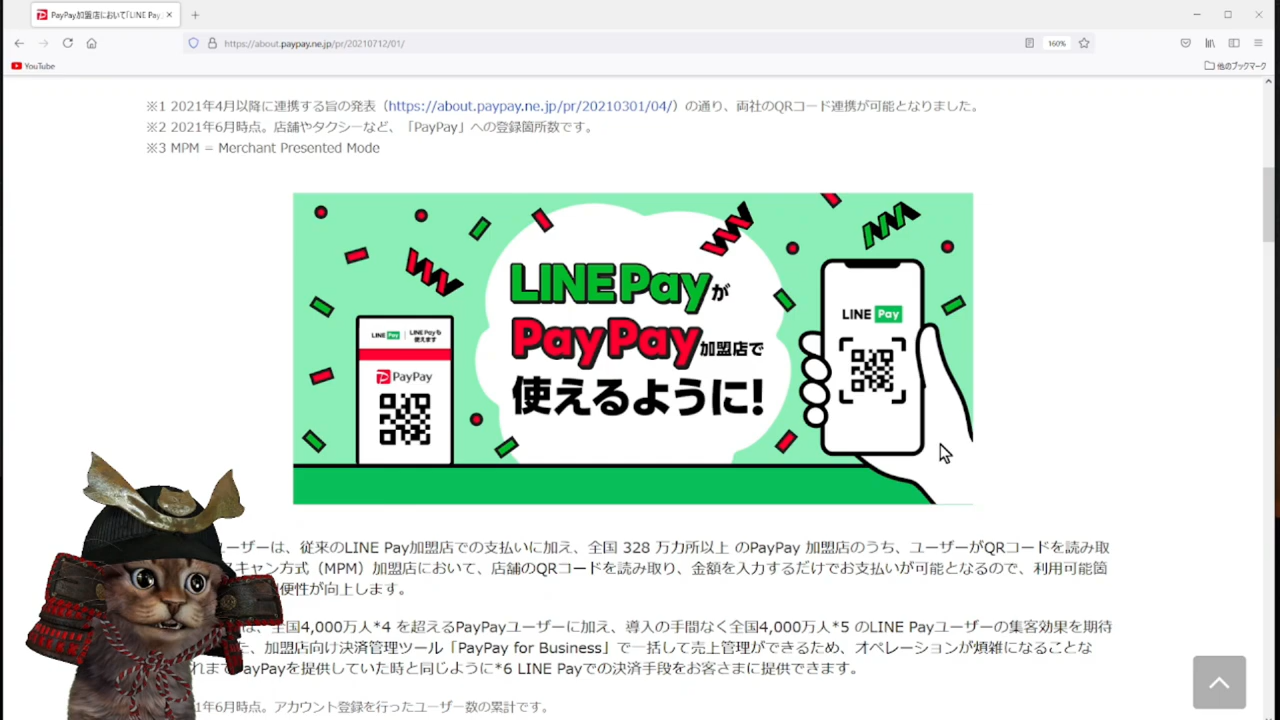 PayPay加盟店において「LINE Pay
https://about.paypay.ne.jp/pr/20210712/01/
160%
YouTube
他のブックマーク
※1 2021年4月以降に連携する旨の発表（https://about.paypay.ne.jp/pr/20210301/04/）の通り、両社のQRコード連携が可能となりました。
※2 2021年6月時点。店舗やタクシーなど、「PayPay」への登録箇所数です。
※3 MPM = Merchant Presented Mode
LINE Payが
PayPay加盟店で
使えるように!
LINE Pay
LINE Payも
使えます
PayPay
LINE Pay
ユーザーは、従来のLINE Pay加盟店での支払いに加え、全国 328 万カ所以上 のPayPay 加盟店のうち、ユーザーがQRコードを読み取
スキャン方式（MPM）加盟店において、店舗のQRコードを読み取り、金額を入力するだけでお支払いが可能となるので、利用可能箇
便性が向上します。
は、全国4,000万人*4 を超えるPayPayユーザーに加え、導入の手間なく全国4,000万人*5 のLINE Payユーザーの集客効果を期待
た、加盟店向け決済管理ツール「PayPay for Business」で一括して売上管理ができるため、オペレーションが煩雑になることな
れまでPayPayを提供していた時と同じように*6 LINE Payでの決済手段をお客さまに提供できます。
1年6月時点。アカウント登録を行ったユーザー数の累計です。